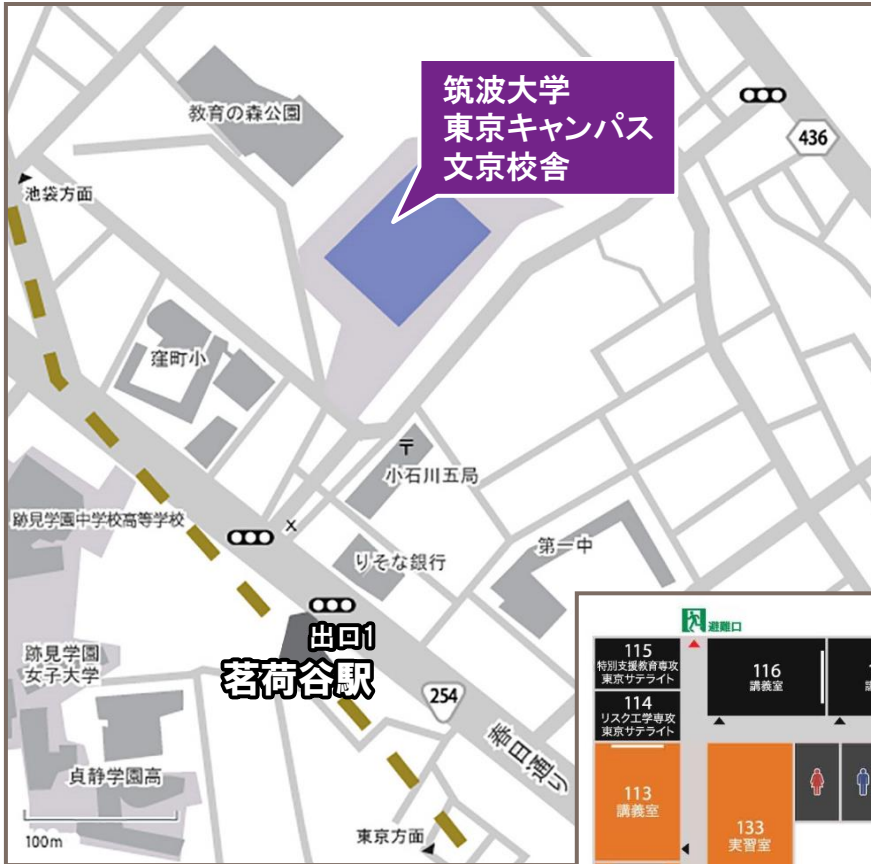 筑波大学
東京キャンパス
文京校舎
教育の森公園
436
池袋方面
窪町小
〒
小石川五局
跡見学園中学校高等学校
x
りそな銀行
第一中
出口1
茗荷谷駅
跡見学園
女子大学
254
春日通り
貞静学園高
100m
東京方面
避難口
115
特別支援教育専攻
東京サテライト
114
リスク工学専攻
東京サテライト
116
講義室
113
講義室
133
実習室